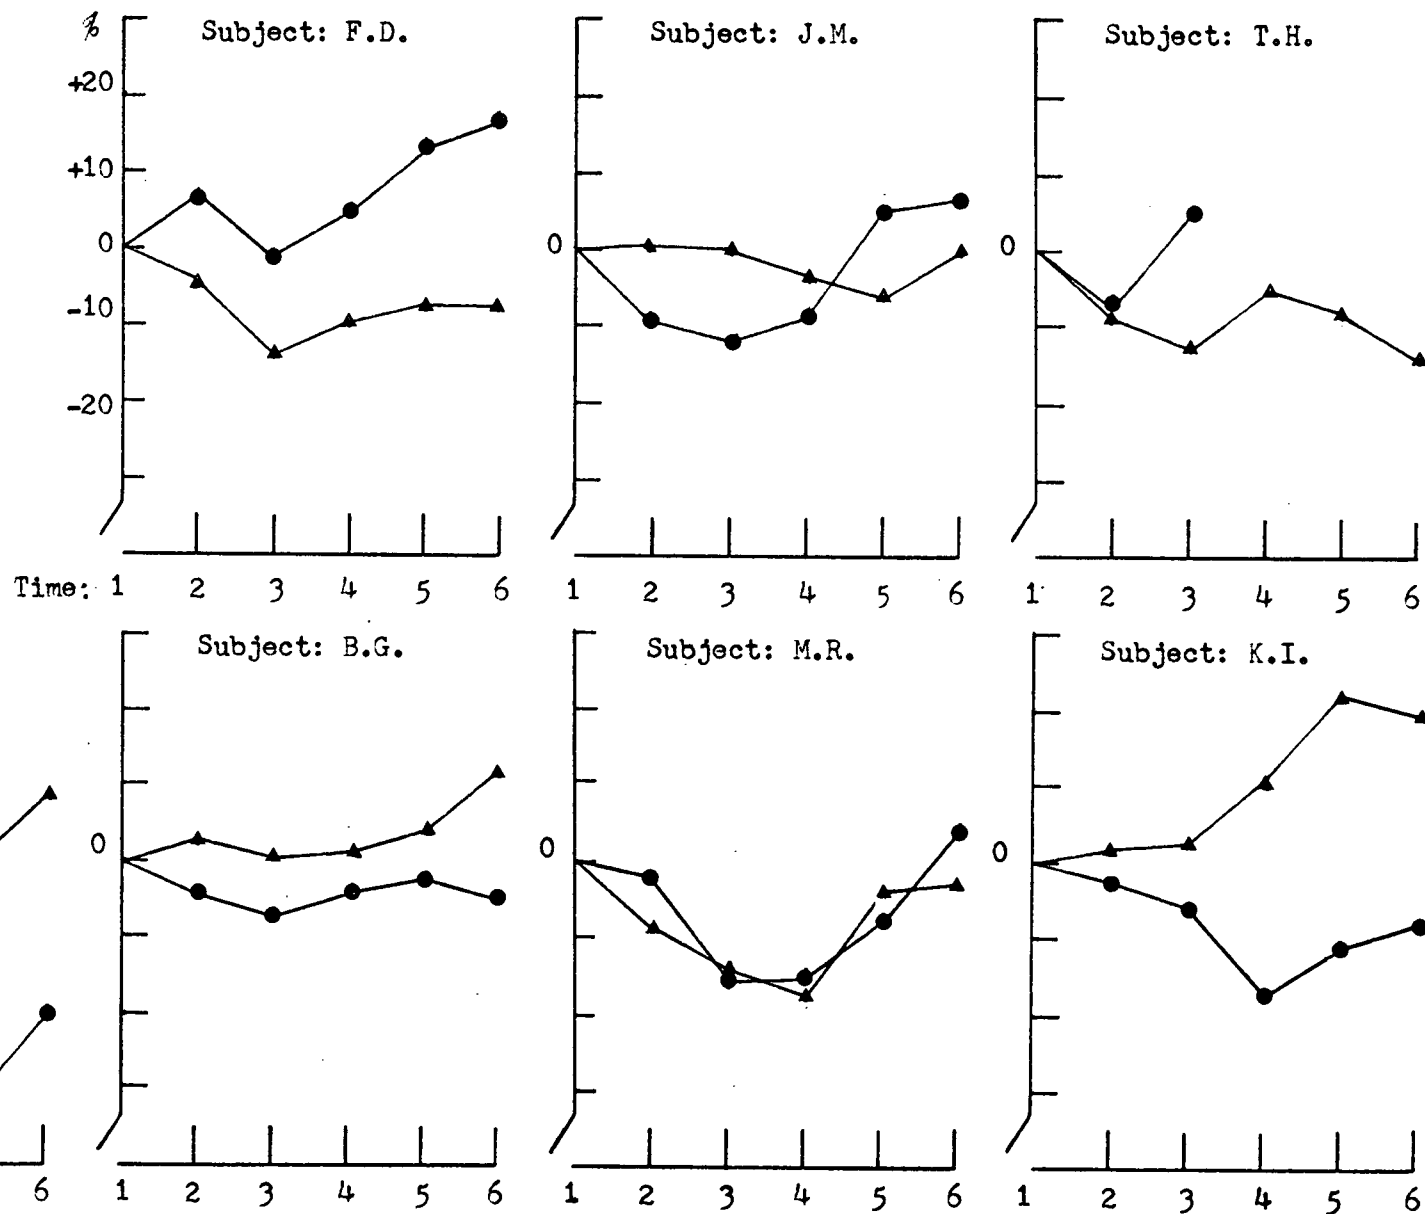 % Subject: F.D. Subject: J.M. Subject: T.H.
+20
+10
0 0 0
-10
-20
Time: 1 2 3 4 5 6 1 2 3 4 5 6 1 2 3 4 5 6
Subject: B.G. Subject: M.R. Subject: K.I.
0 0 0
6 1 2 3 4 5 6 1 2 3 4 5 6 1 2 3 4 5 6